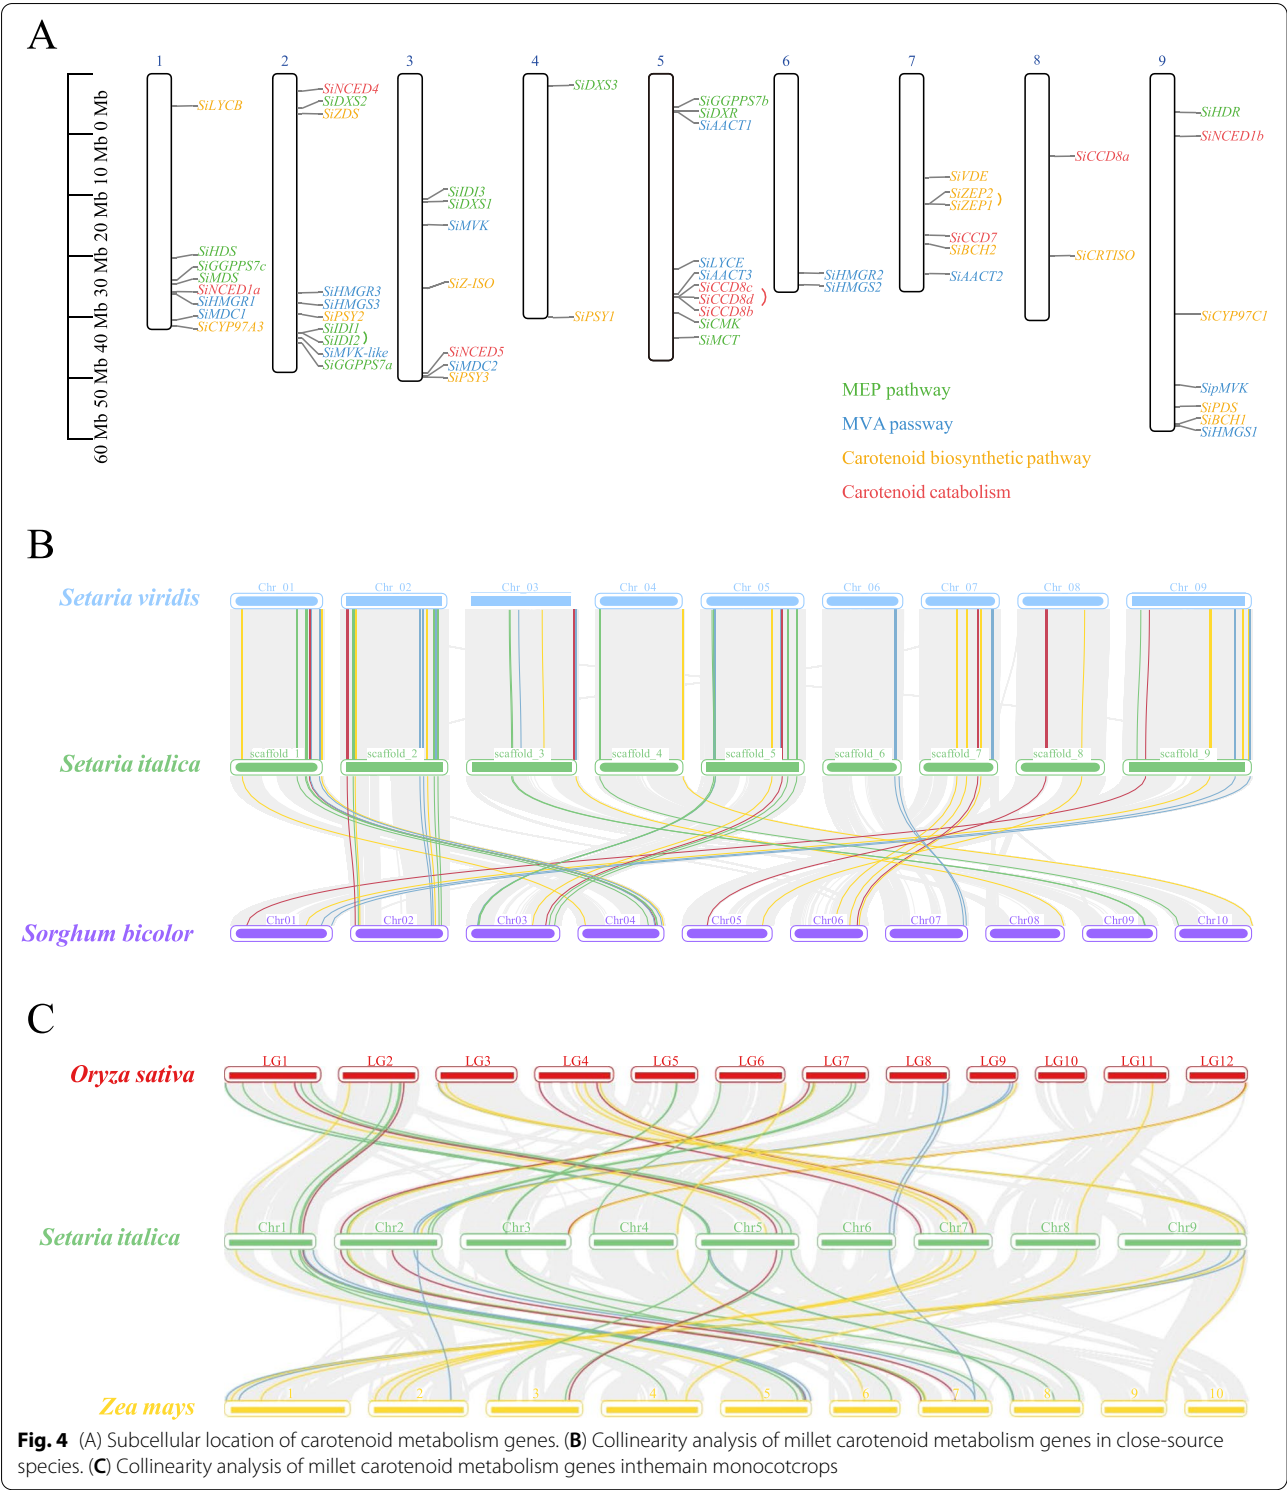 A
1 2 3 4 5 6 7 8 9
0 Mb
10 Mb
20 Mb
30 Mb
40 Mb
50 Mb
60 Mb
SiLYCB
SiHDS
SiGGPPS7c
SiMDS
SiNCED1a
SiHMGR1
SiMDC1
SiCYP97A3
SiNCED4
SiDXS2
SiZDS
SiHMGR3
SiHMGS3
SiPSY2
SiIDI1
SiIDI2
SiMVK-like
SiGGPPS7a
SiIDI3
SiDXS1
SiMVK
SiZ-ISO
SiNCED5
SiMDC2
SiPSY3
SiDXS3
SiPSY1
SiGGPPS7b
SiDXR
SiAACT1
SiLYCE
SiAACT3
SiCCD8c
SiCCD8d
SiCCD8b
SiCMK
SiMCT
SiHMGR2
SiHMGS2
SiVDE
SiZEP2
SiZEP1
SiCCD7
SiBCH2
SiAACT2
SiCCD8a
SiCRTISO
SiHDR
SiNCED1b
SiCYP97C1
SipMVK
SiPDS
SiBCH1
SiHMGS1
MEP pathway
MVA passway
Carotenoid biosynthetic pathway
Carotenoid catabolism
B
Chr_01 Chr_02 Chr_03 Chr_04 Chr_05 Chr_06 Chr_07 Chr_08 Chr_09
Setaria viridis
scaffold_1 scaffold_2 scaffold_3 scaffold_4 scaffold_5 scaffold_6 scaffold_7 scaffold_8 scaffold_9
Setaria italica
Chr01 Chr02 Chr03 Chr04 Chr05 Chr06 Chr07 Chr08 Chr09 Chr10
Sorghum bicolor
C
LG1 LG2 LG3 LG4 LG5 LG6 LG7 LG8 LG9 LG10 LG11 LG12
Oryza sativa
Chr1 Chr2 Chr3 Chr4 Chr5 Chr6 Chr7 Chr8 Chr9
Setaria italica
1 2 3 4 5 6 7 8 9 10
Zea mays
Fig. 4 (A) Subcellular location of carotenoid metabolism genes. (B) Collinearity analysis of millet carotenoid metabolism genes in close-source
species. (C) Collinearity analysis of millet carotenoid metabolism genes inthemain monocotcrops